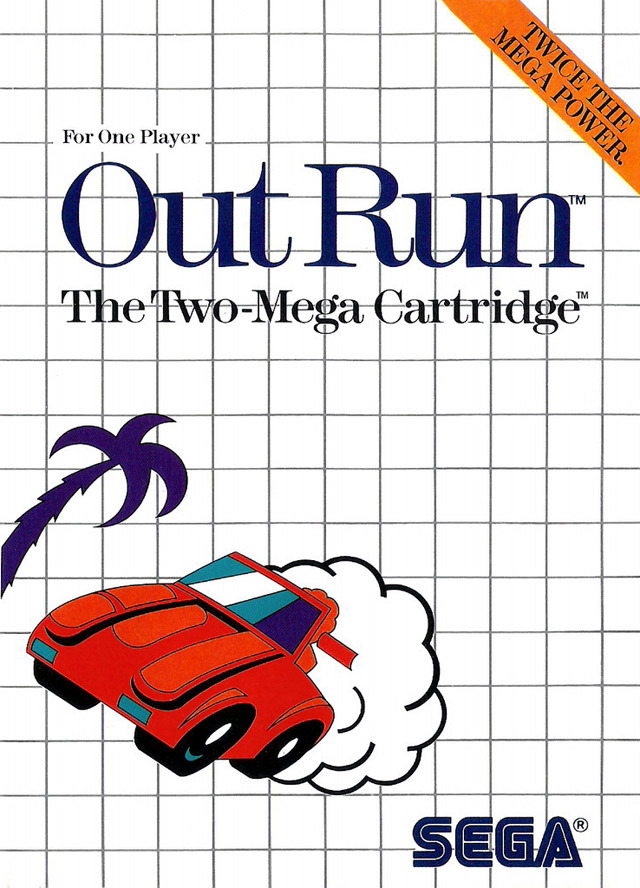 TWICE THE
MEGA POWER.
For One Player
Out Run™
The Two-Mega Cartridge™
SEGA®